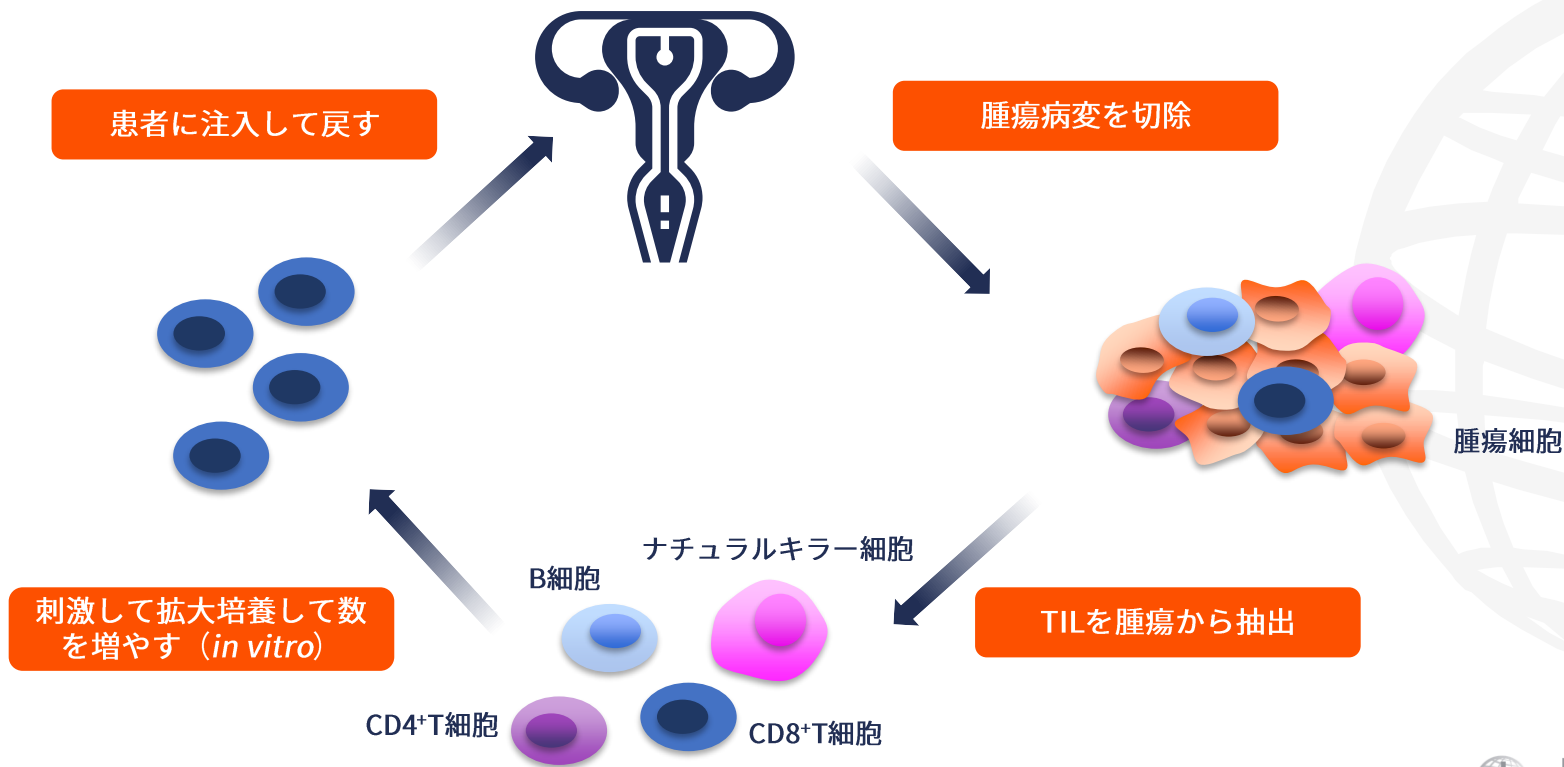 患者に注入して戻す
腫瘍病変を切除
腫瘍細胞
ナチュラルキラー細胞
B細胞
刺激して拡大培養して数
を増やす（in vitro）
TILを腫瘍から抽出
CD4⁺T細胞
CD8⁺T細胞